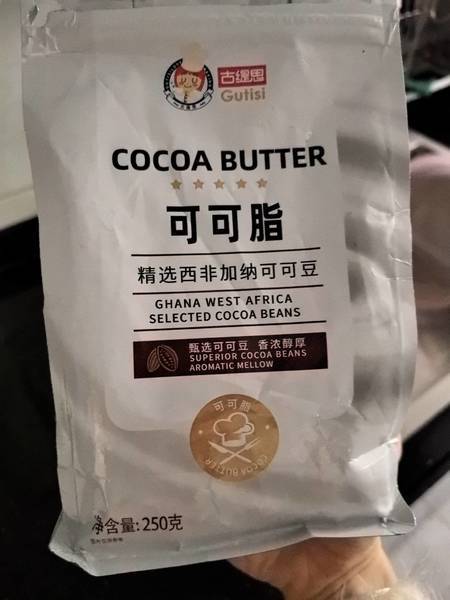 古缇思
Gutisi
COCOA BUTTER
可可脂
精选西非加纳可可豆
GHANA WEST AFRICA
SELECTED COCOA BEANS
甄选可可豆 香浓醇厚
SUPERIOR COCOA BEANS
AROMATIC MELLOW
可可脂
COCOA BUTTER
净含量:250克